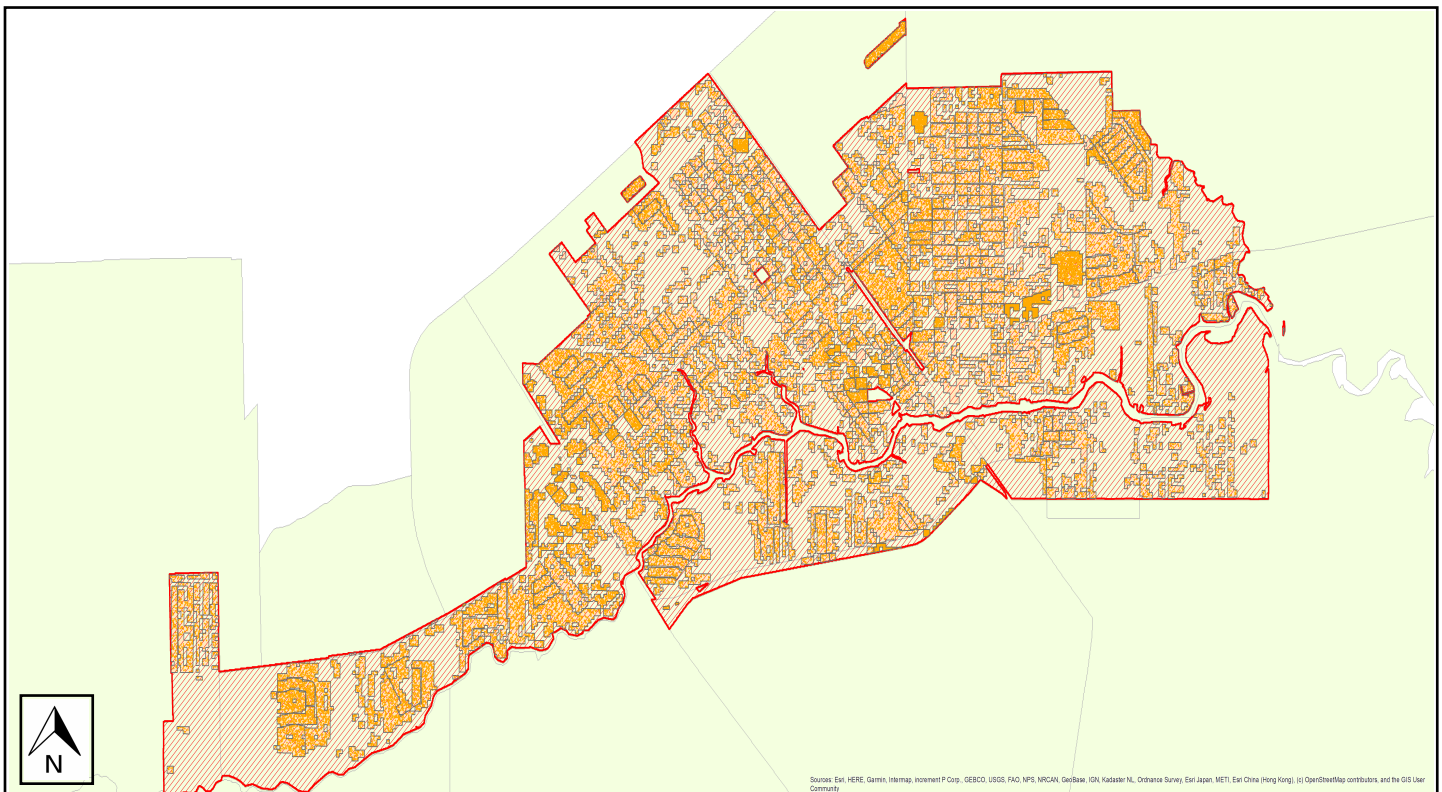 N
Sources: Esri, HERE, Garmin, Intermap, increment P Corp., GEBCO, USGS, FAO, NPS, NRCAN, GeoBase, IGN, Kadaster NL, Ordnance Survey, Esri Japan, METI, Esri China (Hong Kong), (c) OpenStreetMap contributors, and the GIS User
Community